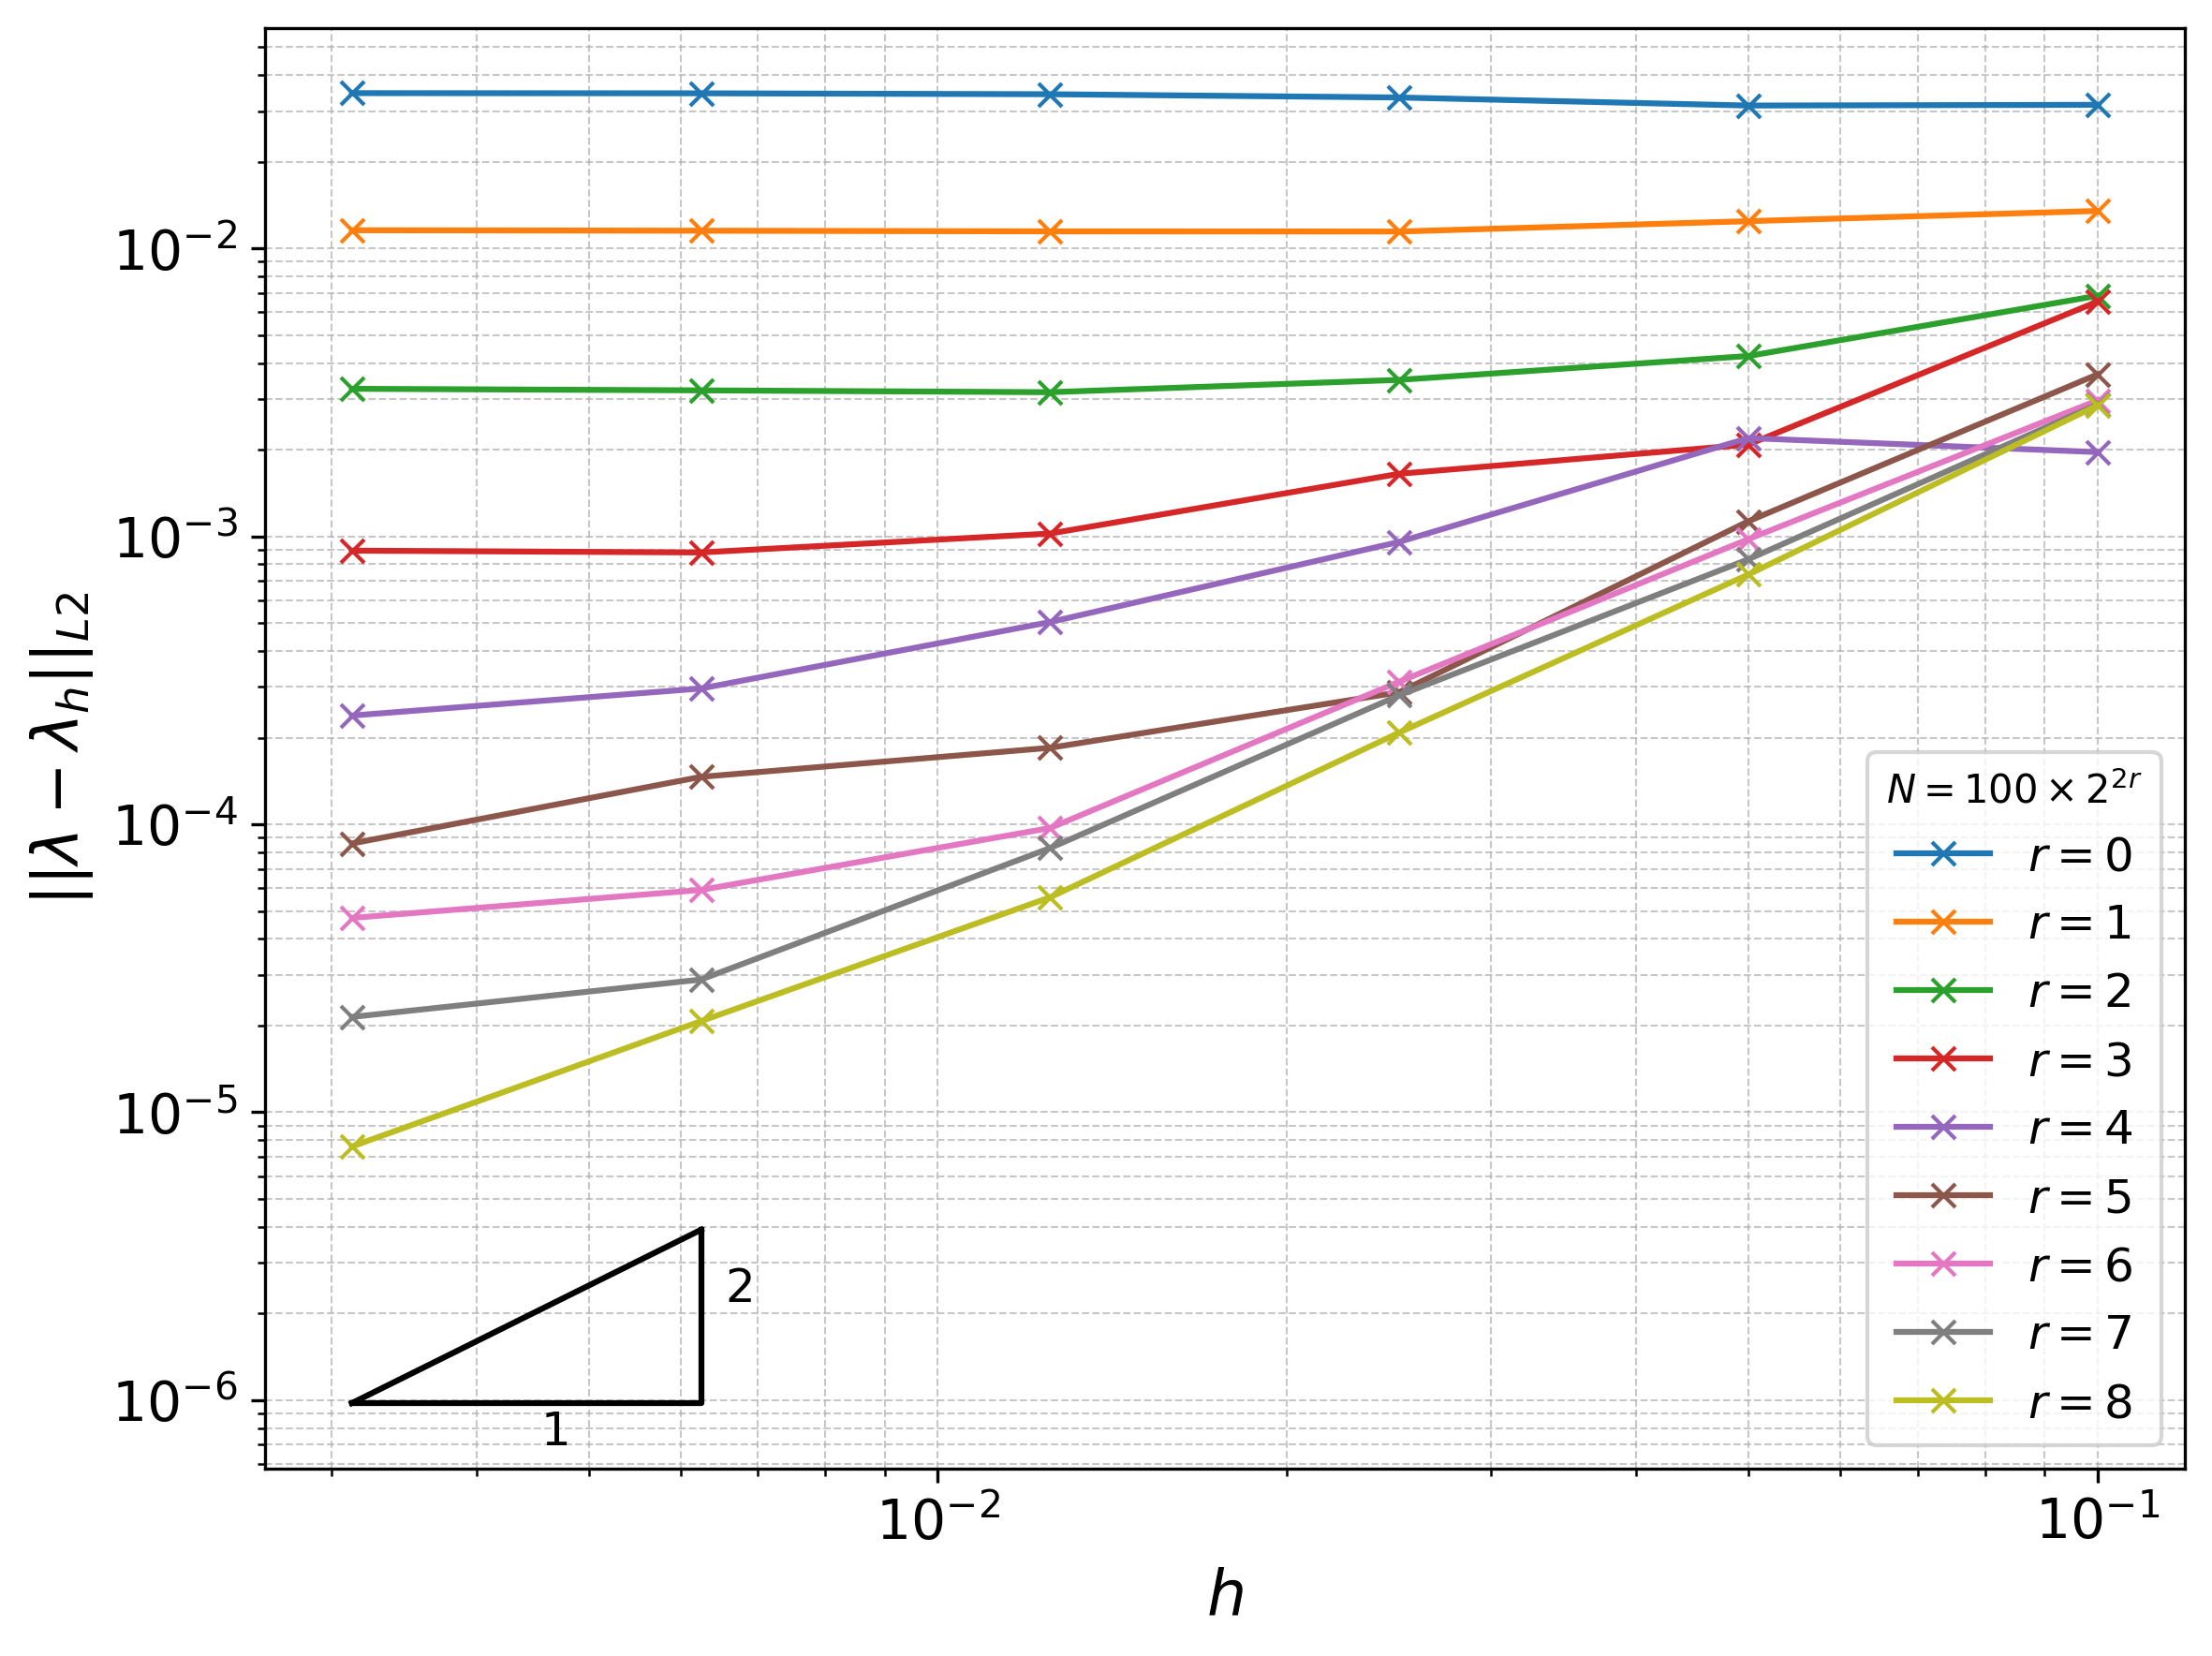 10⁻²
10⁻³
10⁻⁴
10⁻⁵
10⁻⁶
||λ − λₕ||_{L2}
2
1
N = 100 × 2^{2r}
r = 0
r = 1
r = 2
r = 3
r = 4
r = 5
r = 6
r = 7
r = 8
10⁻²
10⁻¹
h